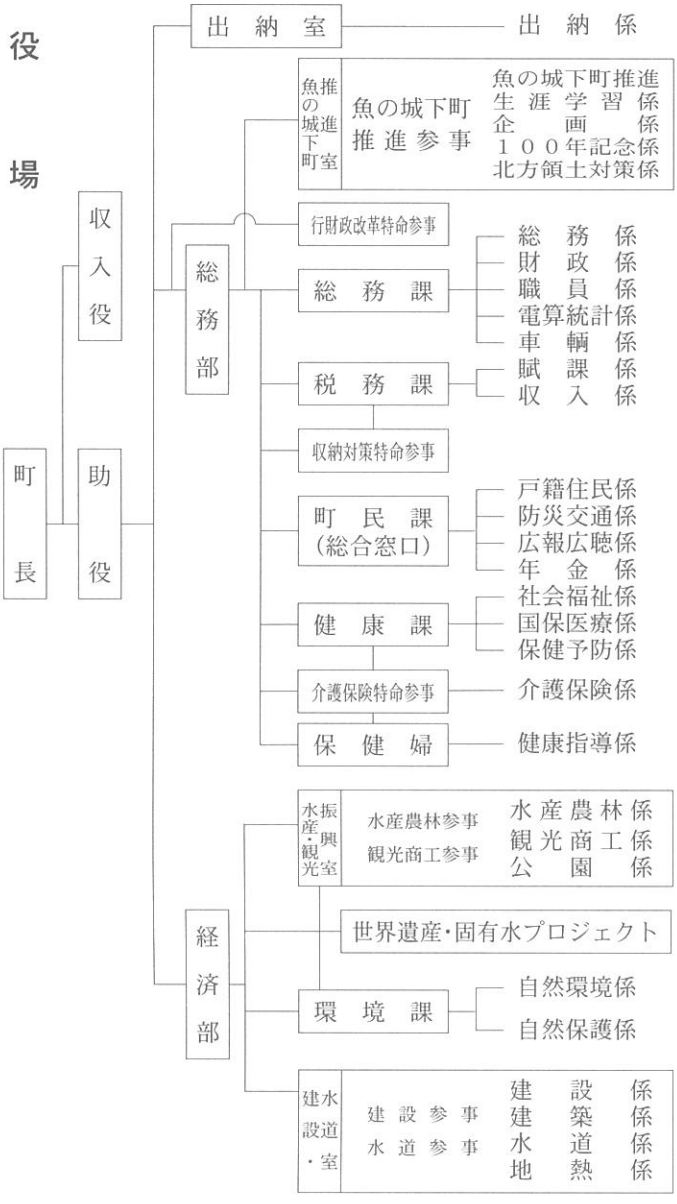 役場
町長
収入役
助役
出納室
出納係
魚の城下町推進室
魚の城下町
推進参事
魚の城下町推進
生涯学習係
企画係
100年記念係
北方領土対策係
総務部
行財政改革特命参事
総務課
総務係
財政係
職員係
電算統計係
車輌係
税務課
賦課係
収入係
収納対策特命参事
町民課
(総合窓口)
戸籍住民係
防災交通係
広報広聴係
年金係
健康課
社会福祉係
国保医療係
保健予防係
介護保険特命参事
介護保険係
保健婦
健康指導係
経済部
水産・観光振興室
水産農林参事
観光商工参事
水産農林係
観光商工係
公園係
世界遺産・固有水プロジェクト
環境課
自然環境係
自然保護係
建設・水道室
建設参事
水道参事
建設係
建築係
水道係
地熱係